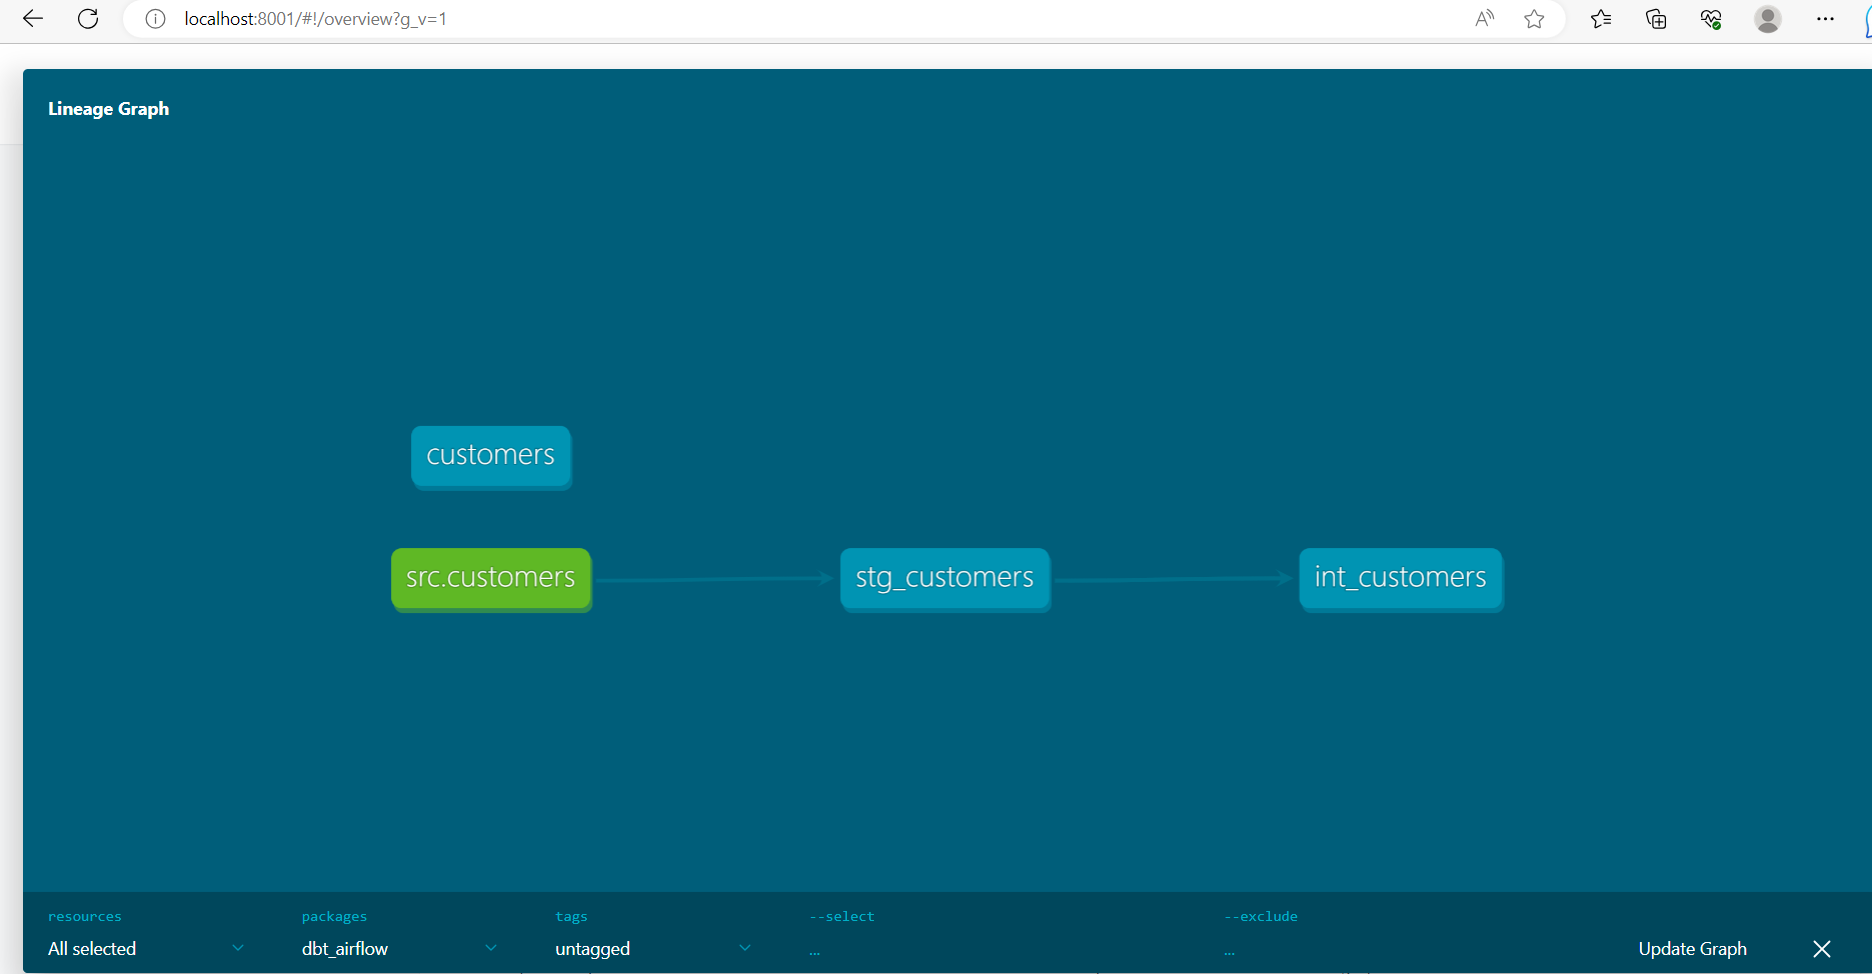 localhost:8001/#!/overview?g_v=1
Lineage Graph
customers
src.customers
stg_customers
int_customers
resources
packages
tags
--select
--exclude
All selected
dbt_airflow
untagged
...
...
Update Graph